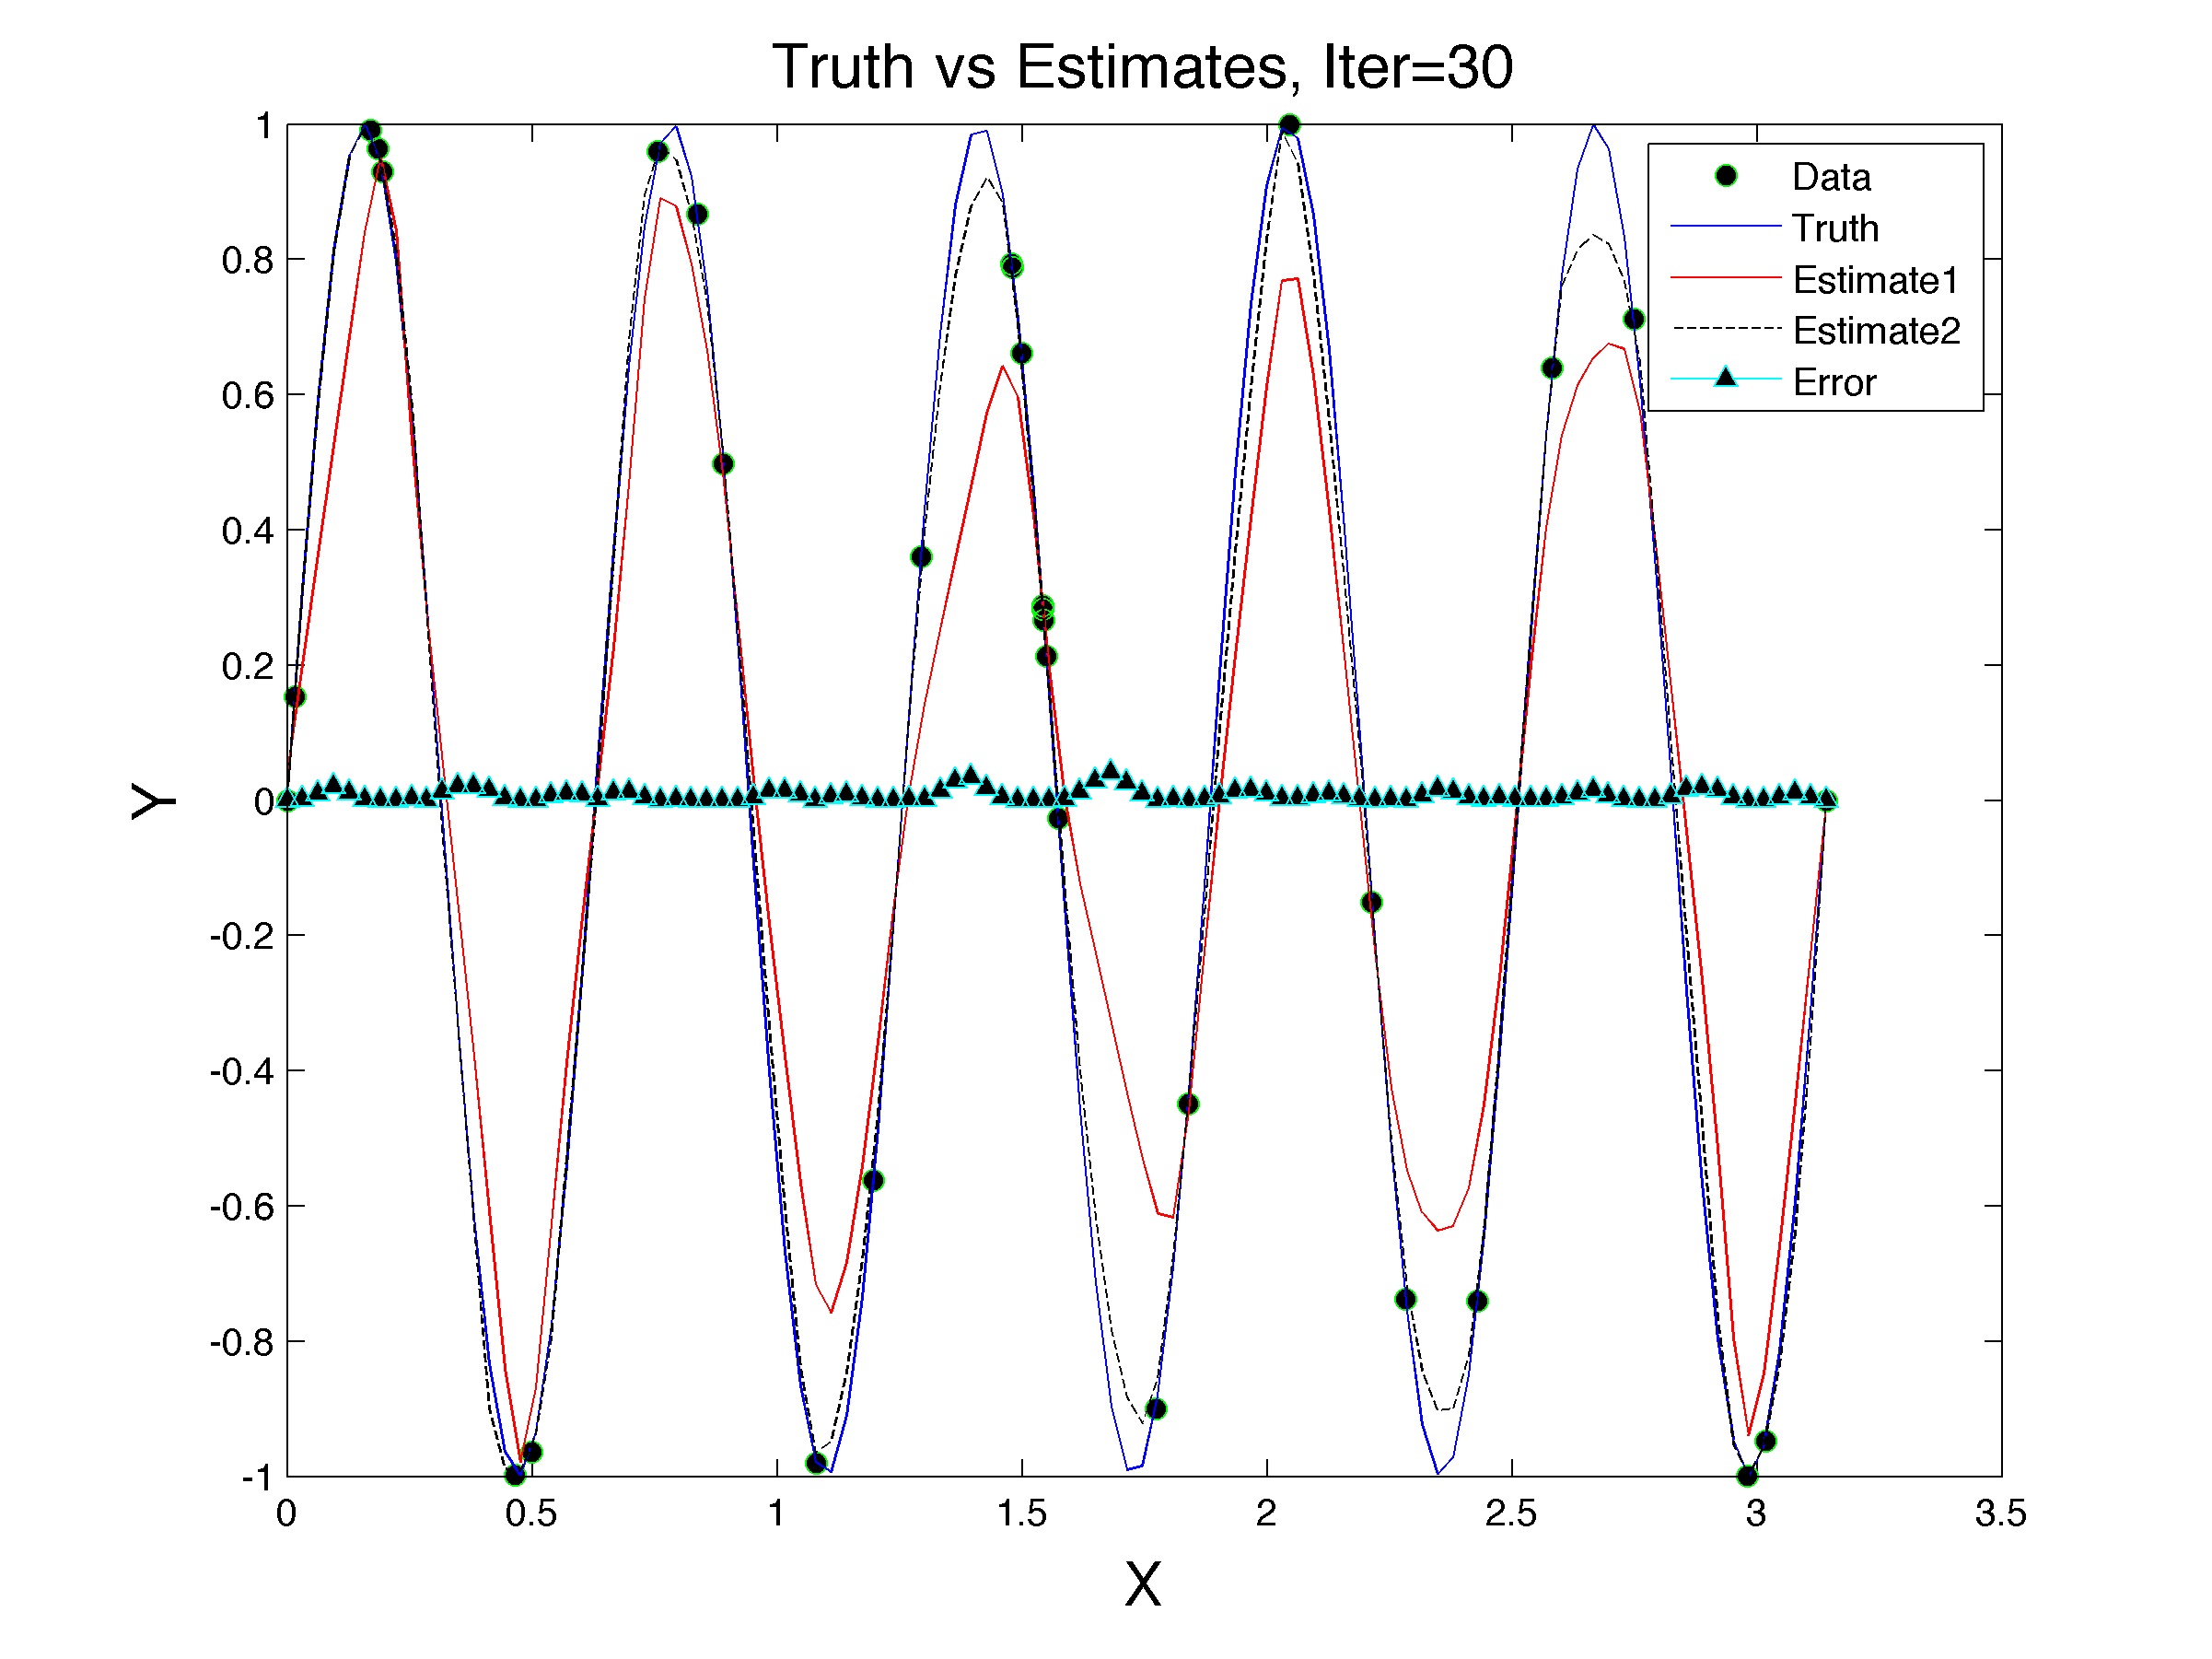 Truth vs Estimates, Iter=30
1
0.8
0.6
0.4
0.2
0
-0.2
-0.4
-0.6
-0.8
-1
Y
0 0.5 1 1.5 2 2.5 3 3.5
X
Data
Truth
Estimate1
Estimate2
Error